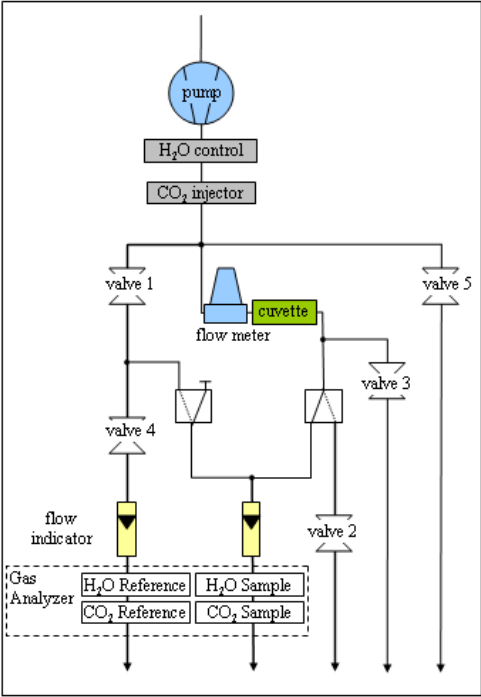 pump
H₂O control
CO₂ injector
valve 1
valve 5
cuvette
flow meter
valve 3
valve 4
flow
indicator
valve 2
Gas
Analyzer
H₂O Reference
H₂O Sample
CO₂ Reference
CO₂ Sample